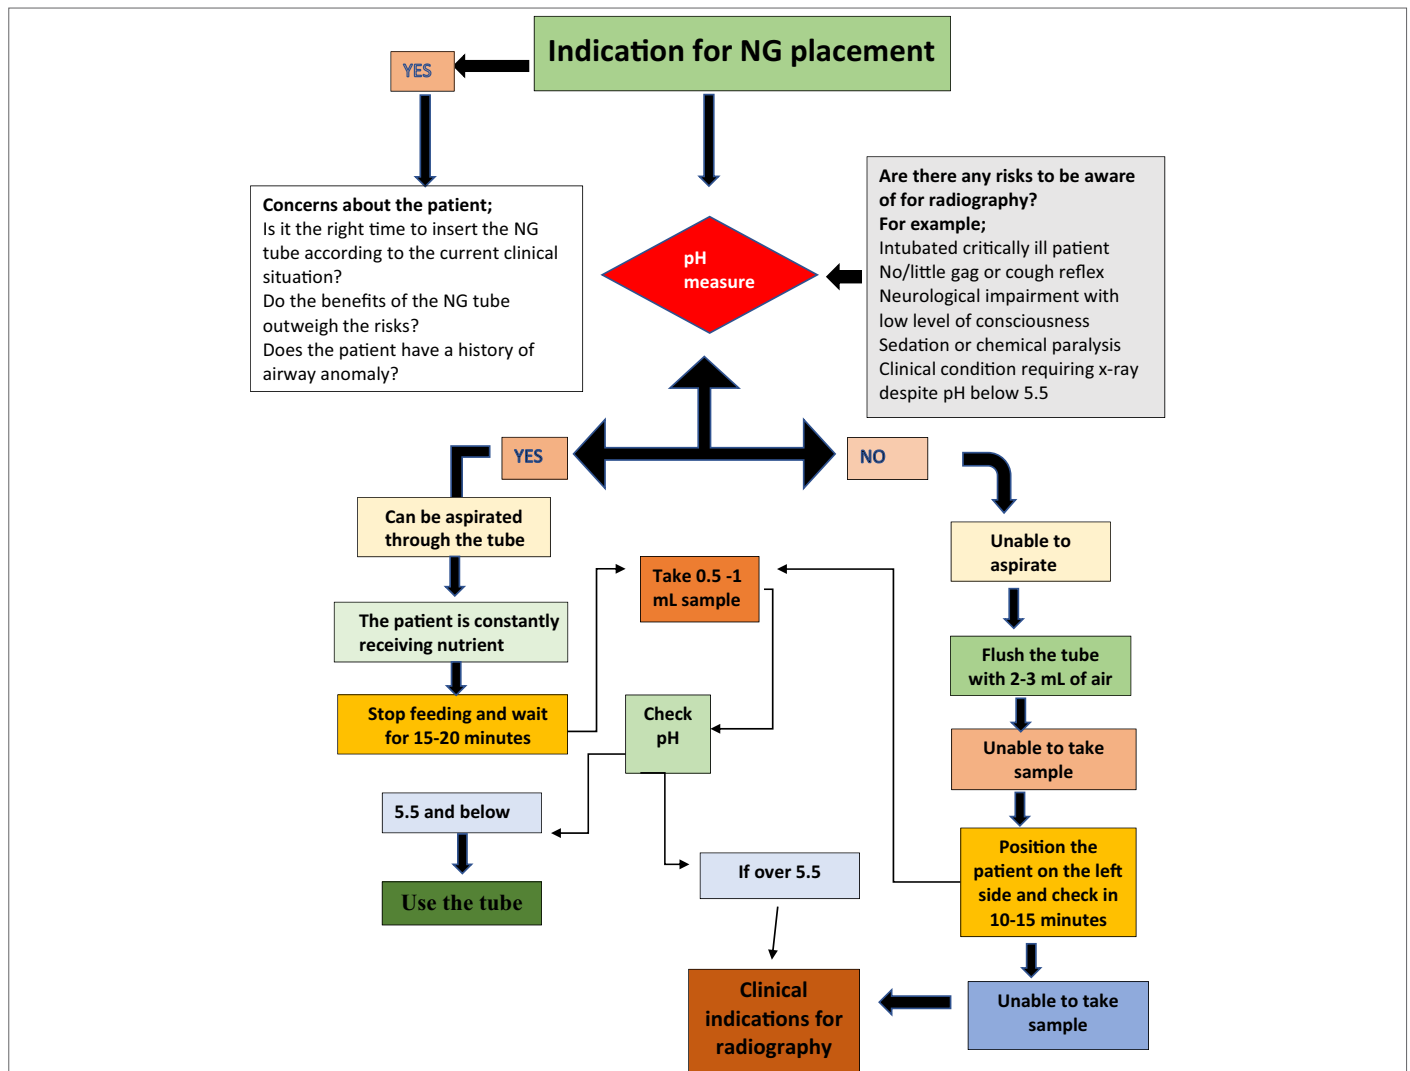 Indication for NG placement
YES
Concerns about the patient;
Is it the right time to insert the NG
tube according to the current clinical
situation?
Do the benefits of the NG tube
outweigh the risks?
Does the patient have a history of
airway anomaly?
pH
measure
Are there any risks to be aware
of for radiography?
For example;
Intubated critically ill patient
No/little gag or cough reflex
Neurological impairment with
low level of consciousness
Sedation or chemical paralysis
Clinical condition requiring x-ray
despite pH below 5.5
YES
NO
Can be aspirated
through the tube
The patient is constantly
receiving nutrient
Stop feeding and wait
for 15-20 minutes
Take 0.5 -1
mL sample
Check
pH
5.5 and below
Use the tube
If over 5.5
Unable to
aspirate
Flush the tube
with 2-3 mL of air
Unable to take
sample
Position the
patient on the left
side and check in
10-15 minutes
Unable to take
sample
Clinical
indications for
radiography